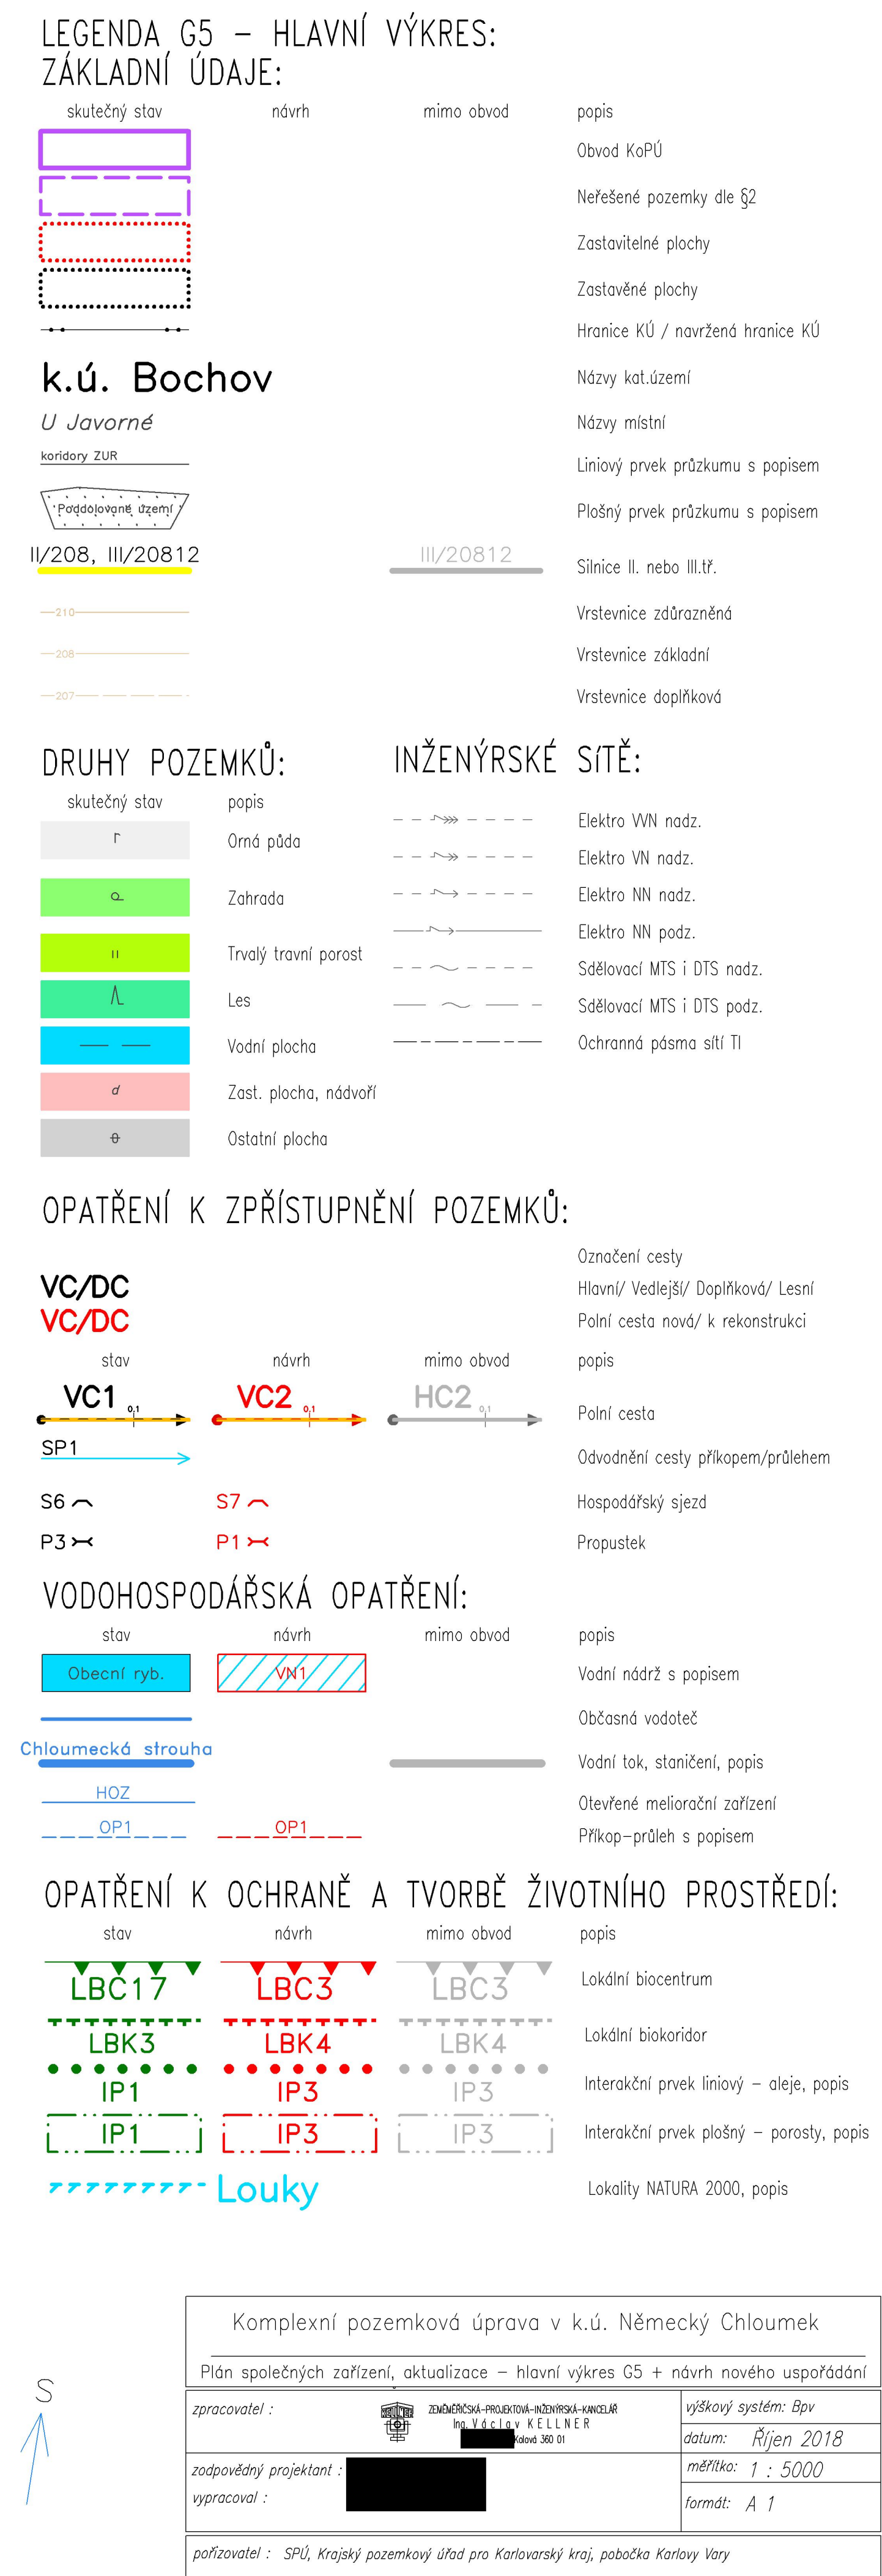 LEGENDA G5 - HLAVNÍ VÝKRES:
ZÁKLADNÍ ÚDAJE:
skutečný stav návrh mimo obvod popis
Obvod KoPÚ
Neřešené pozemky dle §2
Zastavitelné plochy
Zastavěné plochy
Hranice KÚ / navržená hranice KÚ
k.ú. Bochov Názvy kat.území
U Javorné Názvy místní
koridory ZUR Liniový prvek průzkumu s popisem
Poddolované území Plošný prvek průzkumu s popisem
II/208, III/20812 III/20812 Silnice II. nebo III.tř.
210 Vrstevnice zdůrazněná
208 Vrstevnice základní
207 Vrstevnice doplňková
DRUHY POZEMKŮ:
skutečný stav popis
Orná půda
Zahrada
Trvalý travní porost
Les
Vodní plocha
Zast. plocha, nádvoří
Ostatní plocha
INŽENÝRSKÉ SíTĚ:
Elektro VVN nadz.
Elektro VN nadz.
Elektro NN nadz.
Elektro NN podz.
Sdělovací MTS i DTS nadz.
Sdělovací MTS i DTS podz.
Ochranná pásma sítí TI
OPATŘENÍ K ZPŘÍSTUPNĚNÍ POZEMKŮ:
Označení cesty
VC/DC Hlavní/ Vedlejší/ Doplňková/ Lesní
VC/DC Polní cesta nová/ k rekonstrukci
stav návrh mimo obvod popis
VC1 0,1 VC2 0,1 HC2 0,1 Polní cesta
SP1 Odvodnění cesty příkopem/průlehem
S6 S7 Hospodářský sjezd
P3 P1 Propustek
VODOHOSPODÁŘSKÁ OPATŘENÍ:
stav návrh mimo obvod popis
Obecní ryb. VN1 Vodní nádrž s popisem
Občasná vodoteč
Chloumecká strouha Vodní tok, staničení, popis
HOZ Otevřené meliorační zařízení
OP1 OP1 Příkop-průleh s popisem
OPATŘENÍ K OCHRANĚ A TVORBĚ ŽIVOTNÍHO PROSTŘEDÍ:
stav návrh mimo obvod popis
LBC17 LBC3 LBC3 Lokální biocentrum
LBK3 LBK4 LBK4 Lokální biokoridor
IP1 IP3 IP3 Interakční prvek liniový - aleje, popis
IP1 IP3 IP3 Interakční prvek plošný - porosty, popis
Louky Lokality NATURA 2000, popis
Komplexní pozemková úprava v k.ú. Německý Chloumek
Plán společných zařízení, aktualizace - hlavní výkres G5 + návrh nového uspořádání
S
zpracovatel :
ZEMĚMĚŘIČSKÁ-PROJEKTOVÁ-INŽENÝRSKÁ-KANCELÁŘ
Ing. Václav KELLNER
Kolová 360 01
výškový systém: Bpv
datum: Říjen 2018
zodpovědný projektant :
vypracoval :
měřítko: 1 : 5000
formát: A 1
pořizovatel : SPÚ, Krajský pozemkový úřad pro Karlovarský kraj, pobočka Karlovy Vary